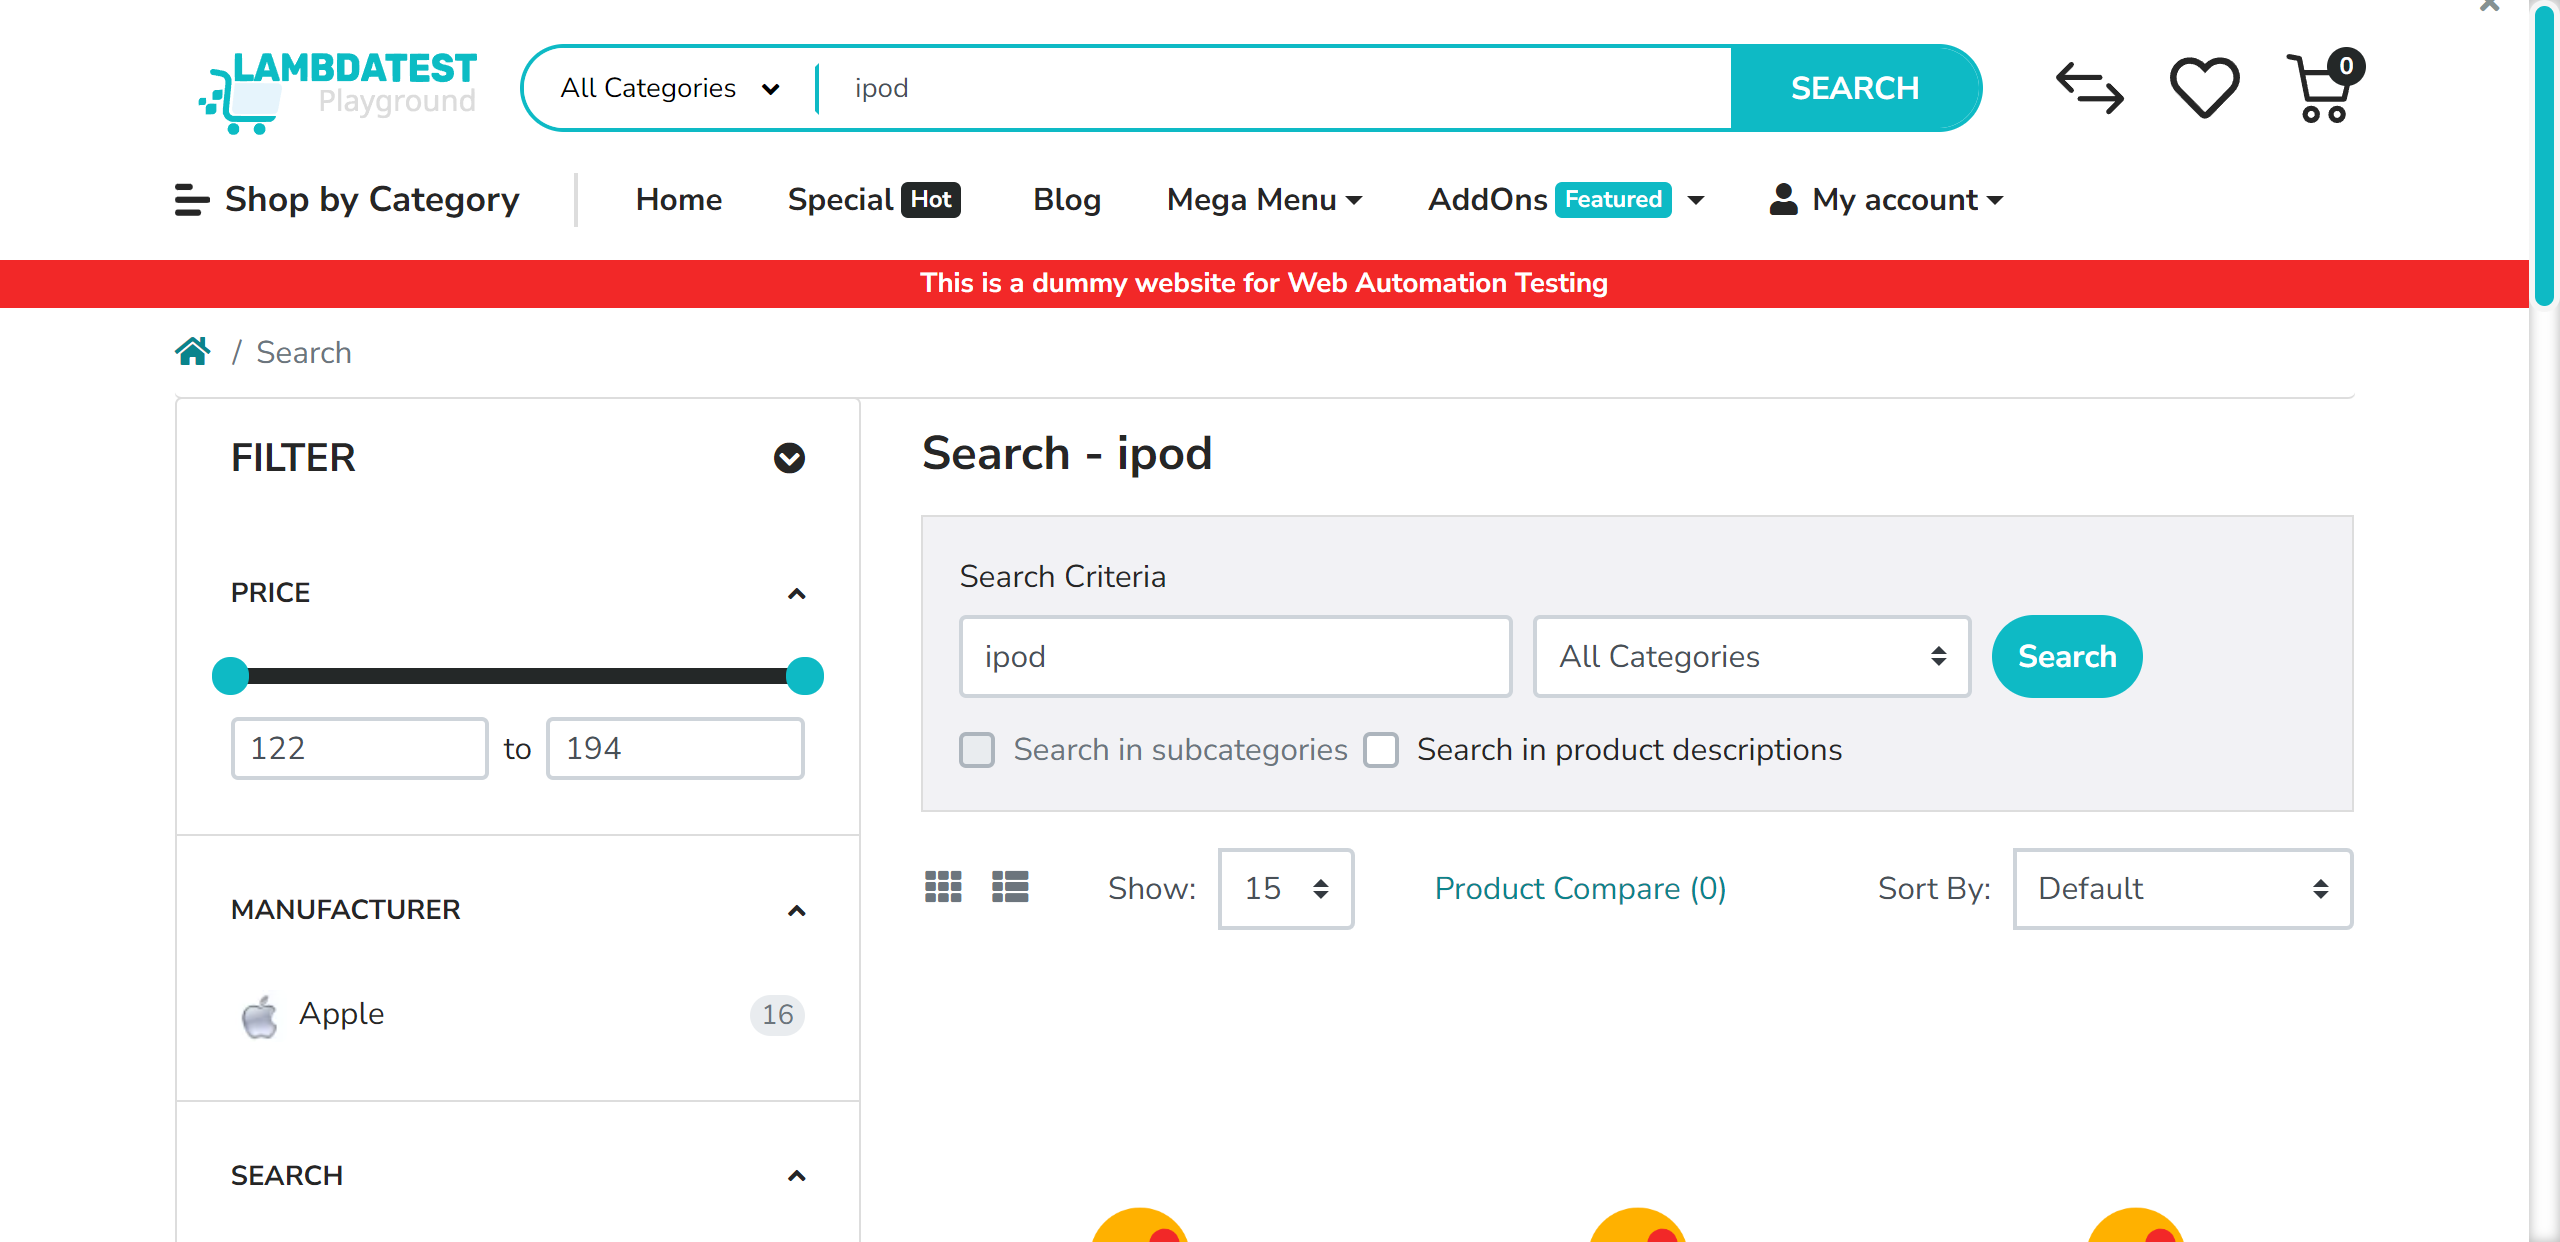 LAMBDATEST
Playground
All Categories
ipod
SEARCH
0
Shop by Category
Home
Special Hot
Blog
Mega Menu
AddOns Featured
My account
This is a dummy website for Web Automation Testing
/ Search
FILTER
PRICE
122 to 194
MANUFACTURER
Apple 16
SEARCH
Search - ipod
Search Criteria
ipod
All Categories
Search
Search in subcategories
Search in product descriptions
Show: 15
Product Compare (0)
Sort By: Default